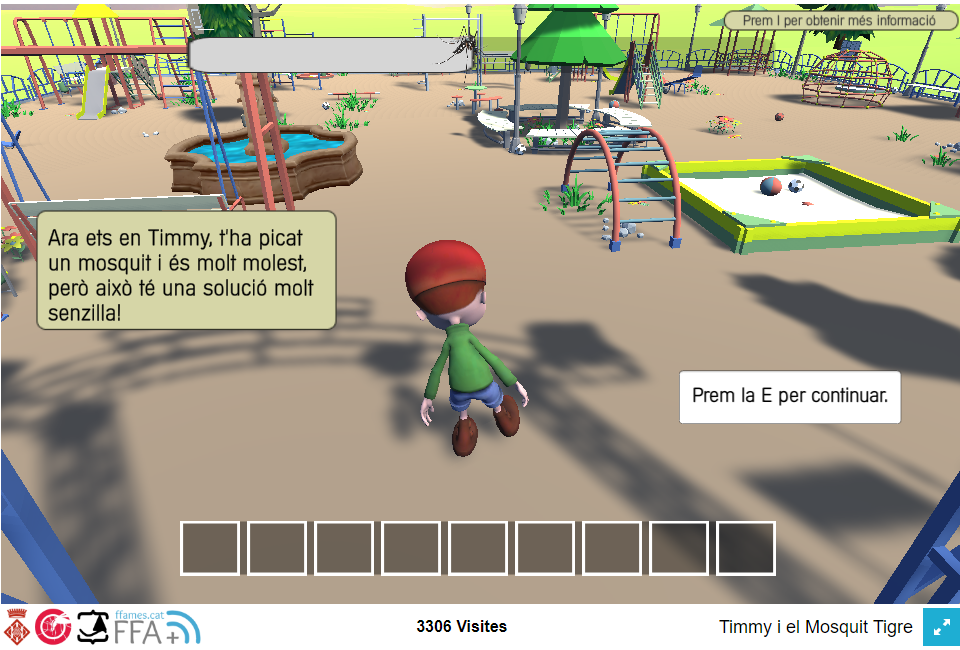 Prem I per obtenir més informació
Ara ets en Timmy, t'ha picat
un mosquit i és molt molest,
però això té una solució molt
senzilla!
Prem la E per continuar.
ffames.cat
FFA+
3306 Visites
Timmy i el Mosquit Tigre